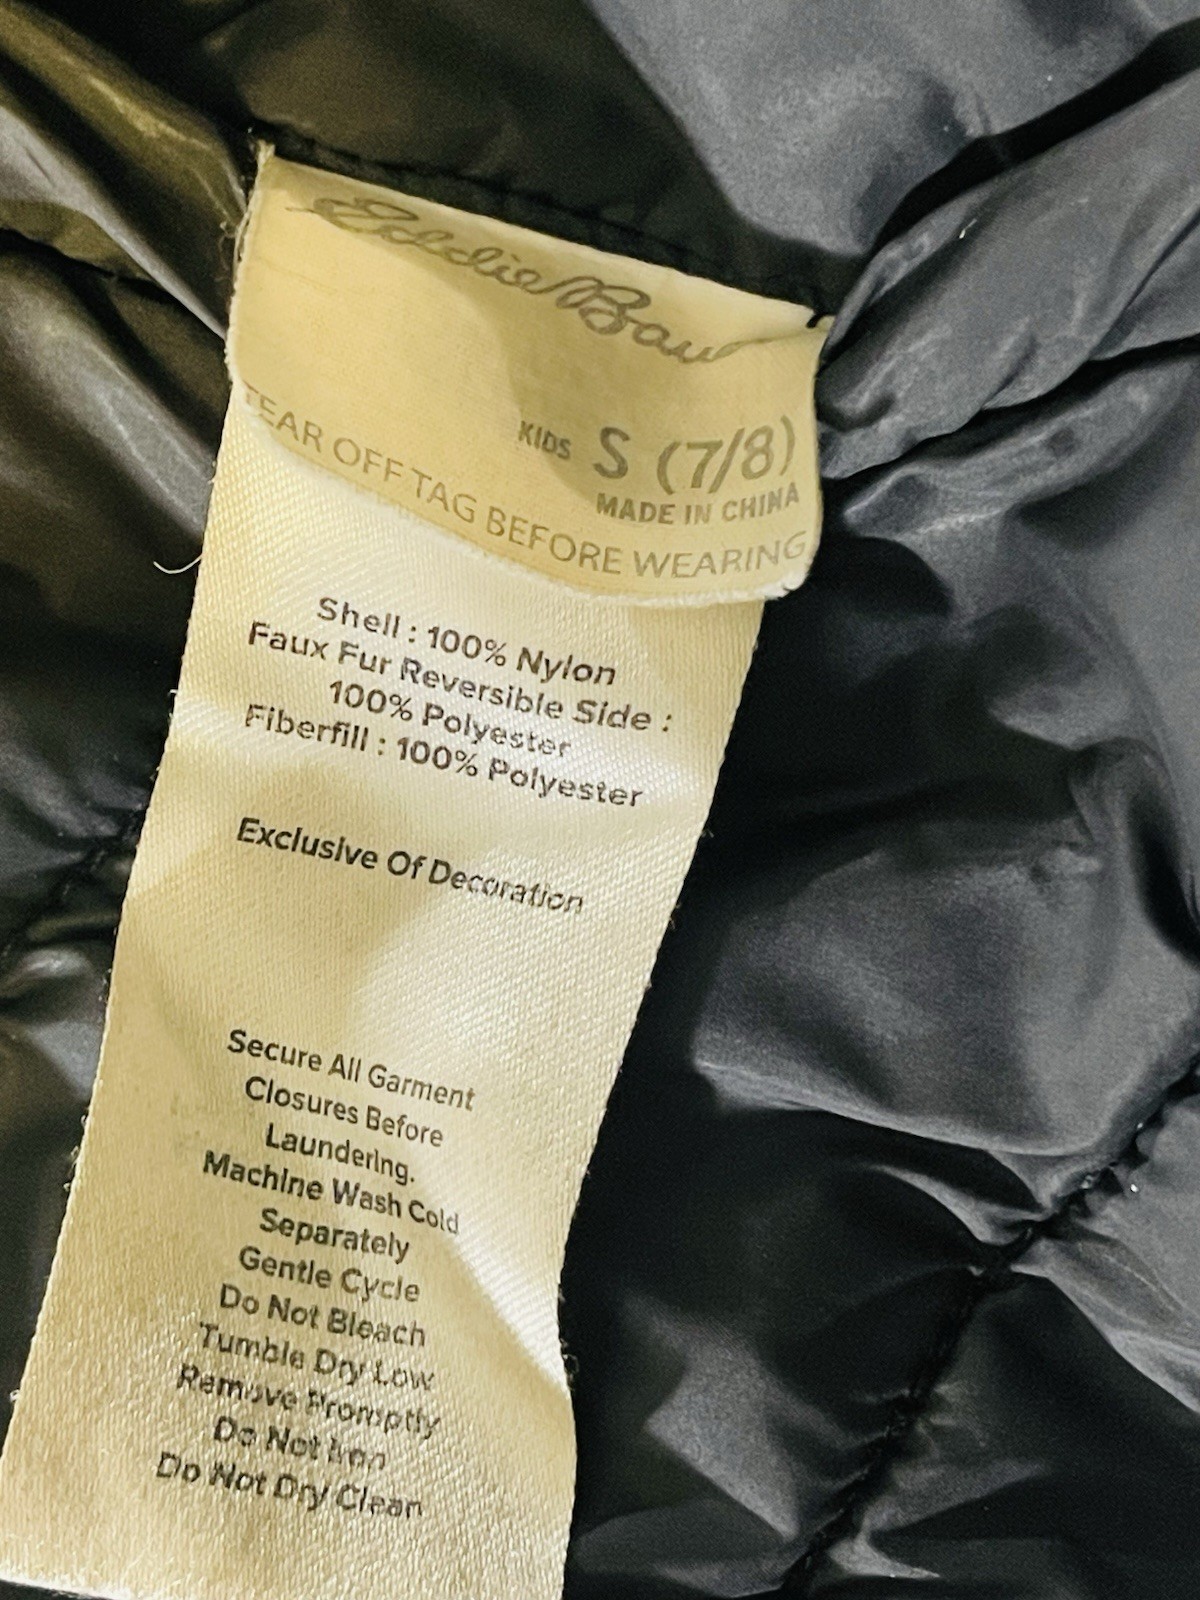 Eddie Bau
KIDS S (7/8)
MADE IN CHINA
TEAR OFF TAG BEFORE WEARING
Shell : 100% Nylon
Faux Fur Reversible Side :
100% Polyester
Fiberfill : 100% Polyester
Exclusive Of Decoration
Secure All Garment
Closures Before
Laundering.
Machine Wash Cold
Separately
Gentle Cycle
Do Not Bleach
Tumble Dry Low
Remove Promptly
Do Not Iron
Do Not Dry Clean